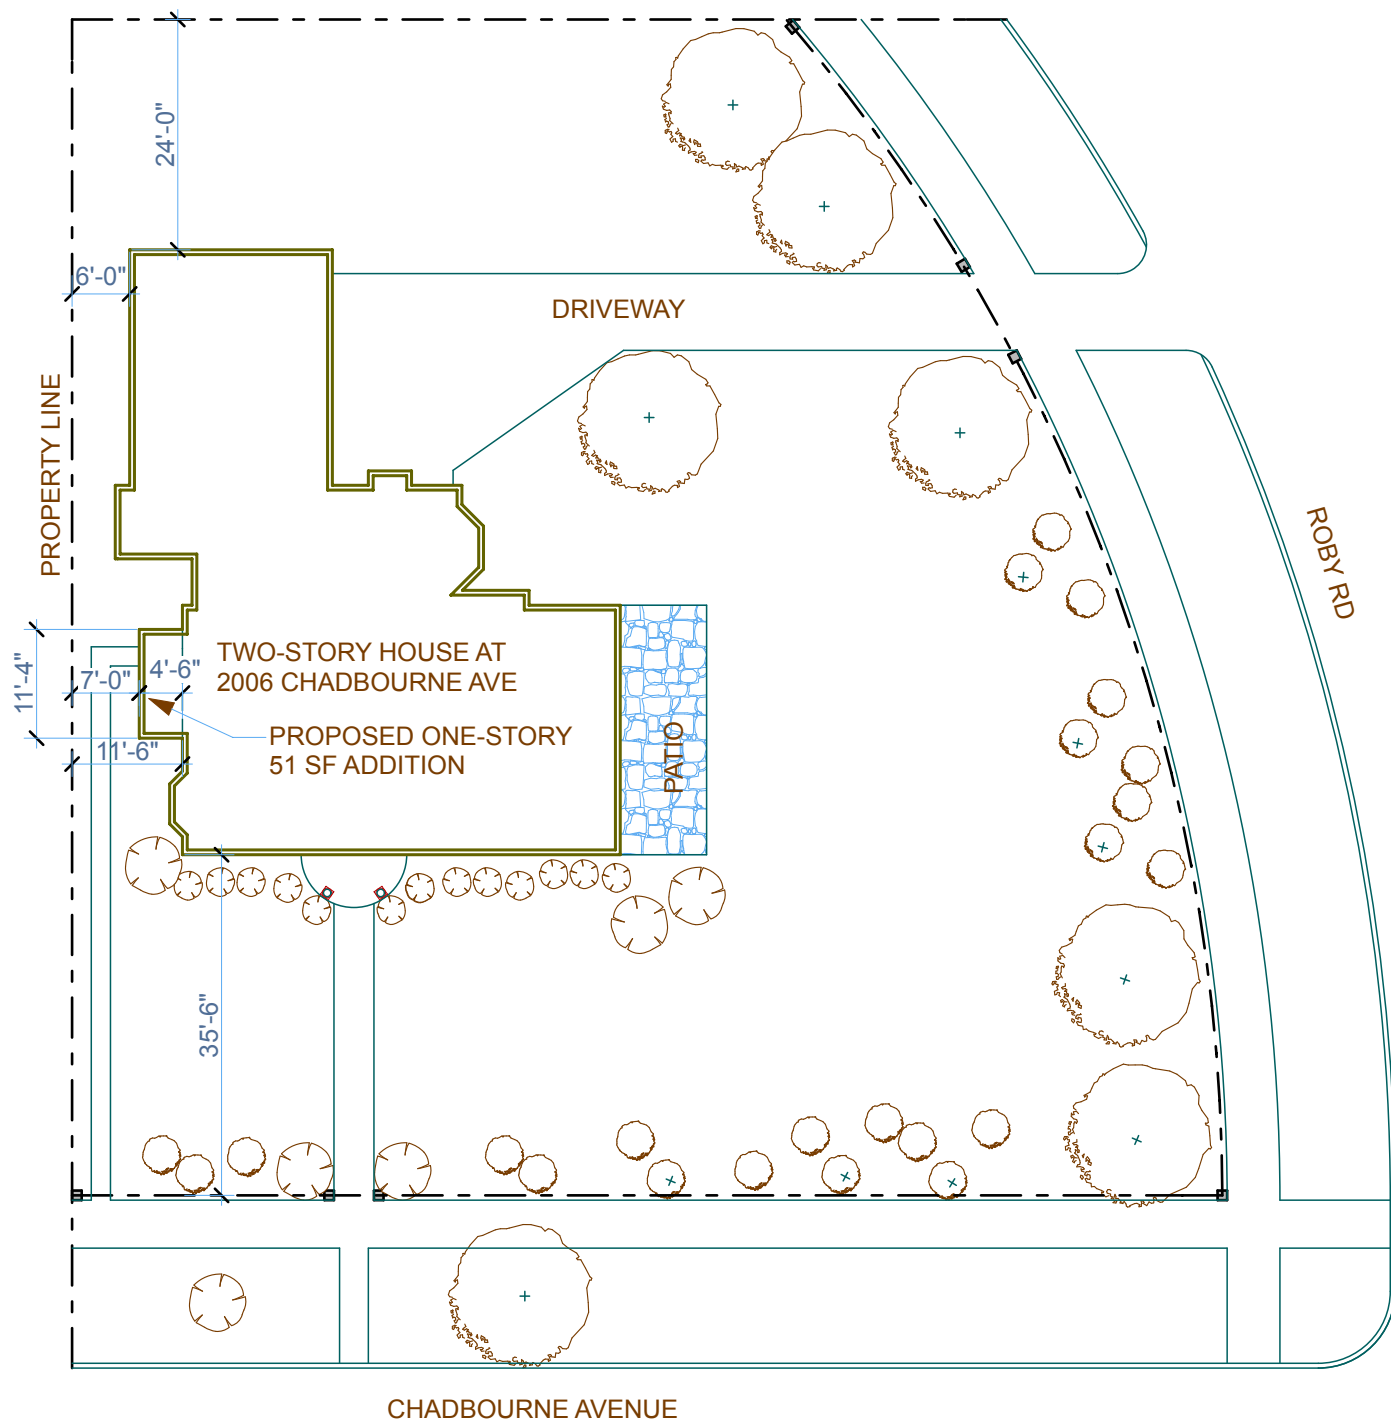 24'-0"
6'-0"
DRIVEWAY
PROPERTY LINE
ROBY RD
TWO-STORY HOUSE AT
2006 CHADBOURNE AVE
11'-4"
7'-0"
4'-6"
PROPOSED ONE-STORY
51 SF ADDITION
11'-6"
PATIO
35'-6"
CHADBOURNE AVENUE